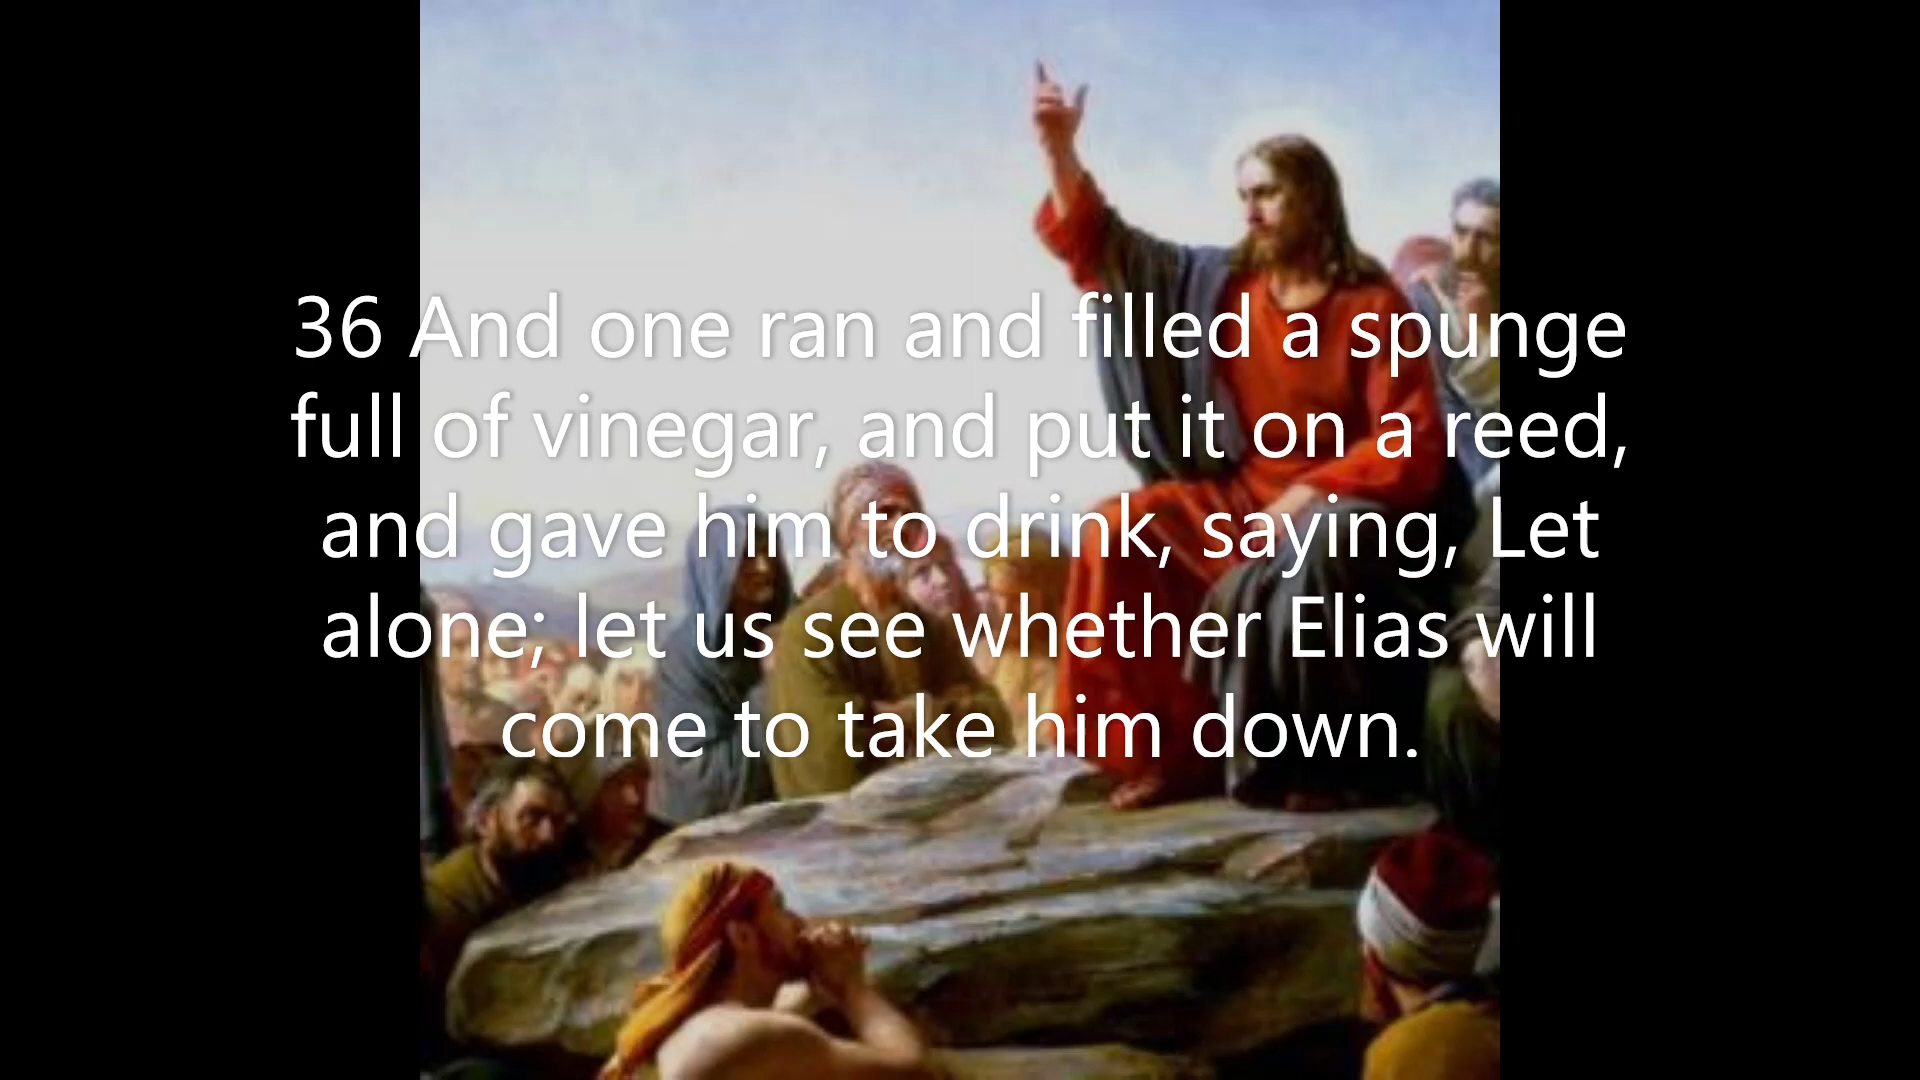 36 And one ran and filled a spunge
full of vinegar, and put it on a reed,
and gave him to drink, saying, Let
alone; let us see whether Elias will
come to take him down.